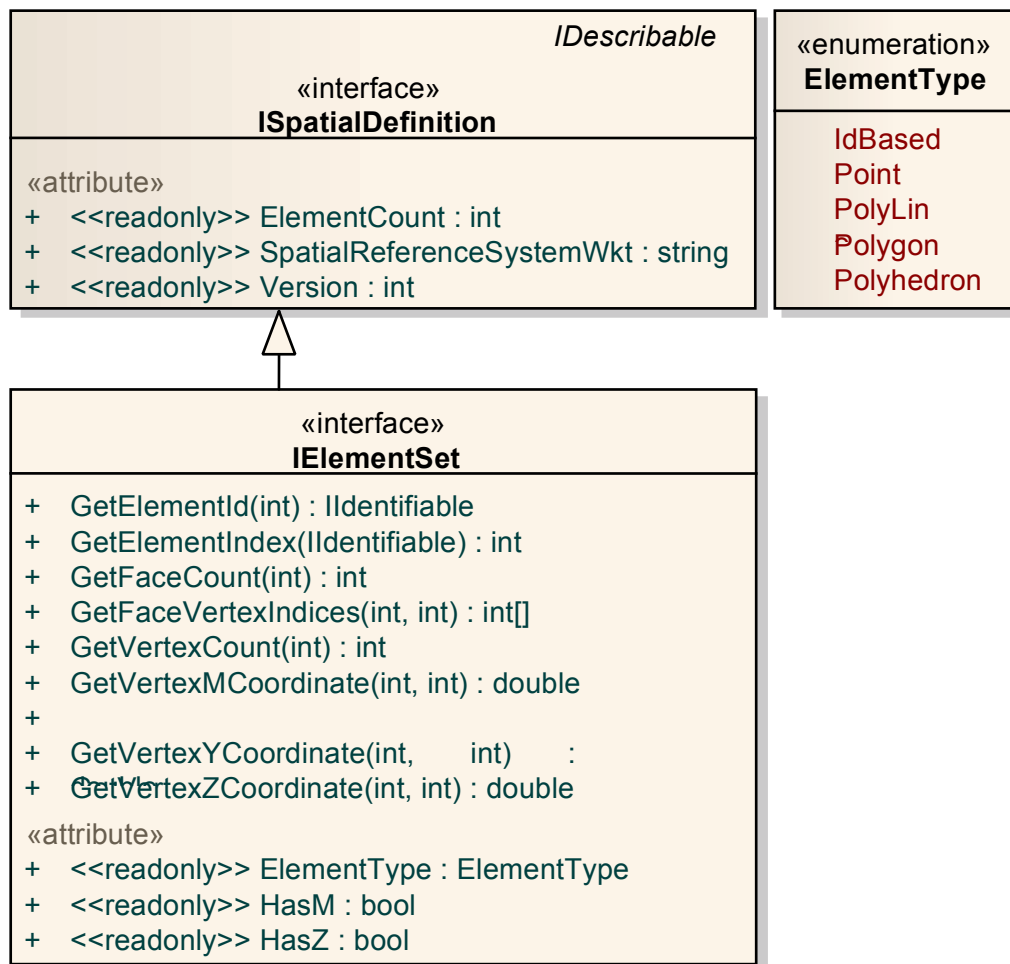 IDescribable
«interface»
ISpatialDefinition
«attribute»
+ <<readonly>> ElementCount : int
+ <<readonly>> SpatialReferenceSystemWkt : string
+ <<readonly>> Version : int
«enumeration»
ElementType
IdBased
Point
PolyLin
Polygon
Polyhedron
«interface»
IElementSet
+ GetElementId(int) : IIdentifiable
+ GetElementIndex(IIdentifiable) : int
+ GetFaceCount(int) : int
+ GetFaceVertexIndices(int, int) : int[]
+ GetVertexCount(int) : int
+ GetVertexMCoordinate(int, int) : double
+
+ GetVertexYCoordinate(int, int) :
+ GetVertexZCoordinate(int, int) : double
«attribute»
+ <<readonly>> ElementType : ElementType
+ <<readonly>> HasM : bool
+ <<readonly>> HasZ : bool